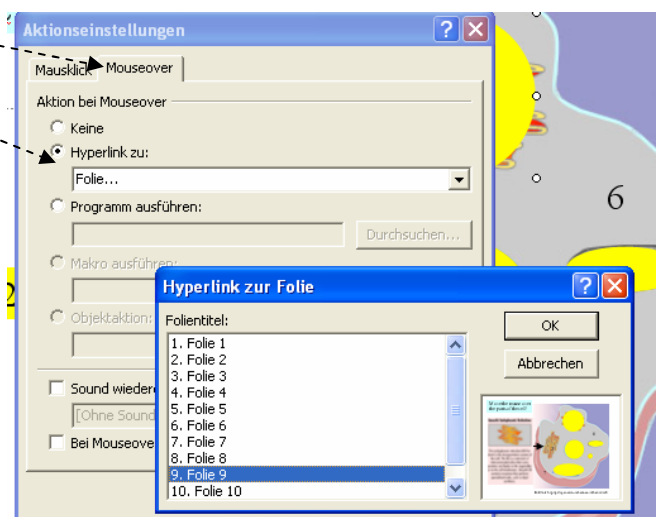 Aktionseinstellungen
Mausklick Mouseover
Aktion bei Mouseover
Keine
Hyperlink zu:
Folie...
Programm ausführen:
Durchsuchen...
Makro ausführen:
Objektaktion:
Sound wieder
[Ohne Sound
Bei Mouseove
Hyperlink zur Folie
Folientitel:
1. Folie 1
2. Folie 2
3. Folie 3
4. Folie 4
5. Folie 5
6. Folie 6
7. Folie 7
8. Folie 8
9. Folie 9
10. Folie 10
OK
Abbrechen
6
2